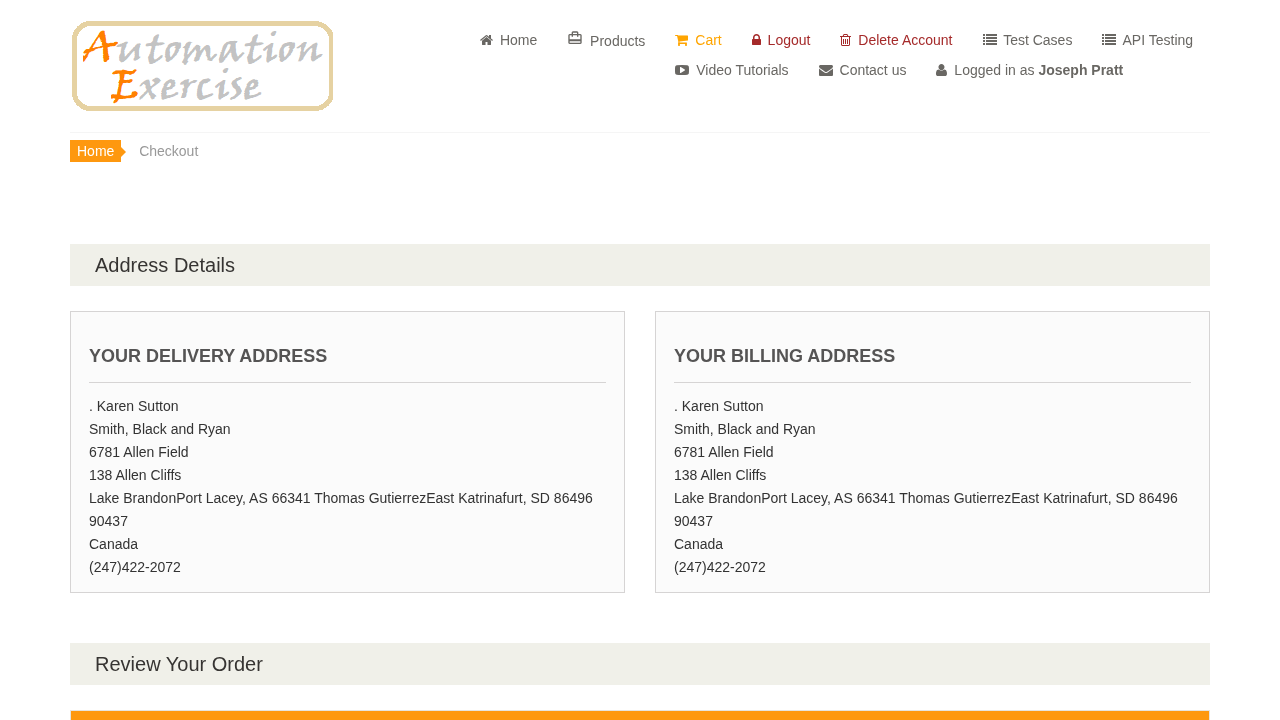 Automation
Exercise
Home
Products
Cart
Logout
Delete Account
Test Cases
API Testing
Video Tutorials
Contact us
Logged in as Joseph Pratt
Home
Checkout
Address Details
YOUR DELIVERY ADDRESS
. Karen Sutton
Smith, Black and Ryan
6781 Allen Field
138 Allen Cliffs
Lake BrandonPort Lacey, AS 66341 Thomas GutierrezEast Katrinafurt, SD 86496
90437
Canada
(247)422-2072
YOUR BILLING ADDRESS
. Karen Sutton
Smith, Black and Ryan
6781 Allen Field
138 Allen Cliffs
Lake BrandonPort Lacey, AS 66341 Thomas GutierrezEast Katrinafurt, SD 86496
90437
Canada
(247)422-2072
Review Your Order